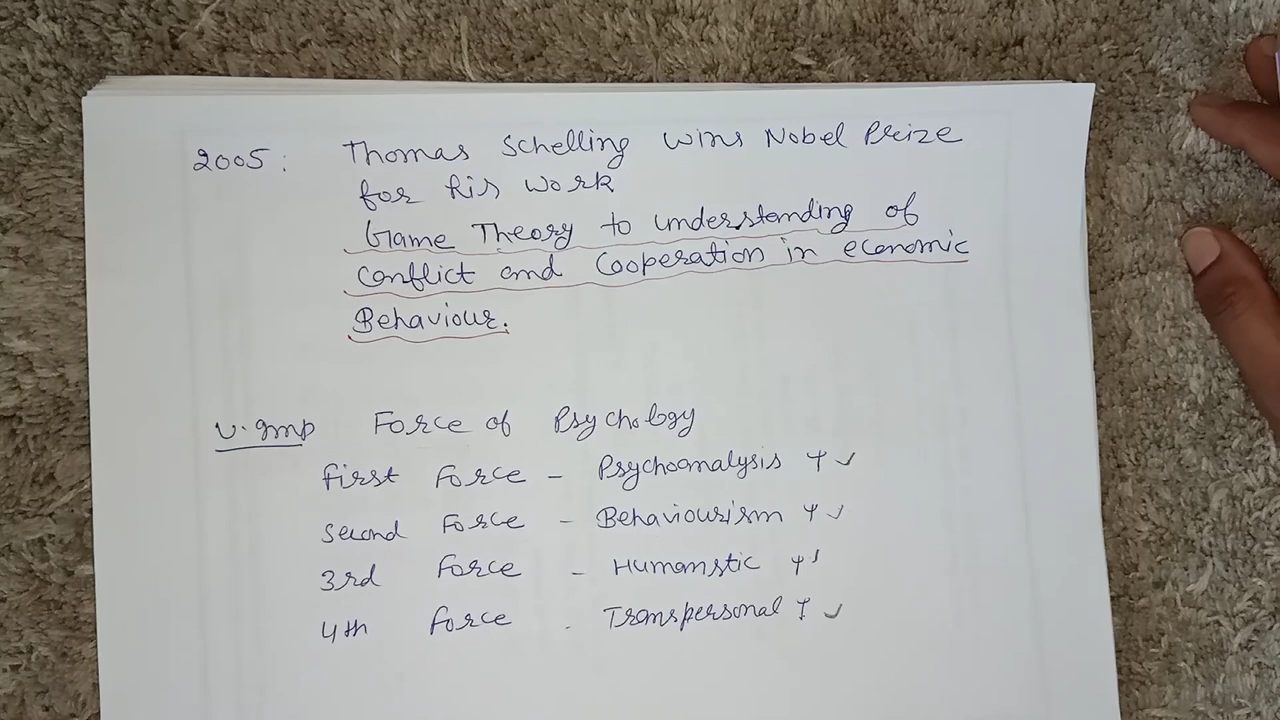 2005: Thomas Schelling wins Nobel Prize
for his work
Game Theory to understanding of
conflict and Cooperation in economic
Behaviour.
V.Imp Force of Psychology
first Force - Psychoanalysis ψ ✓
second Force - Behaviourism ψ ✓
3rd Force - Humanstic ψ ✓
4th force - Transpersonal ψ ✓